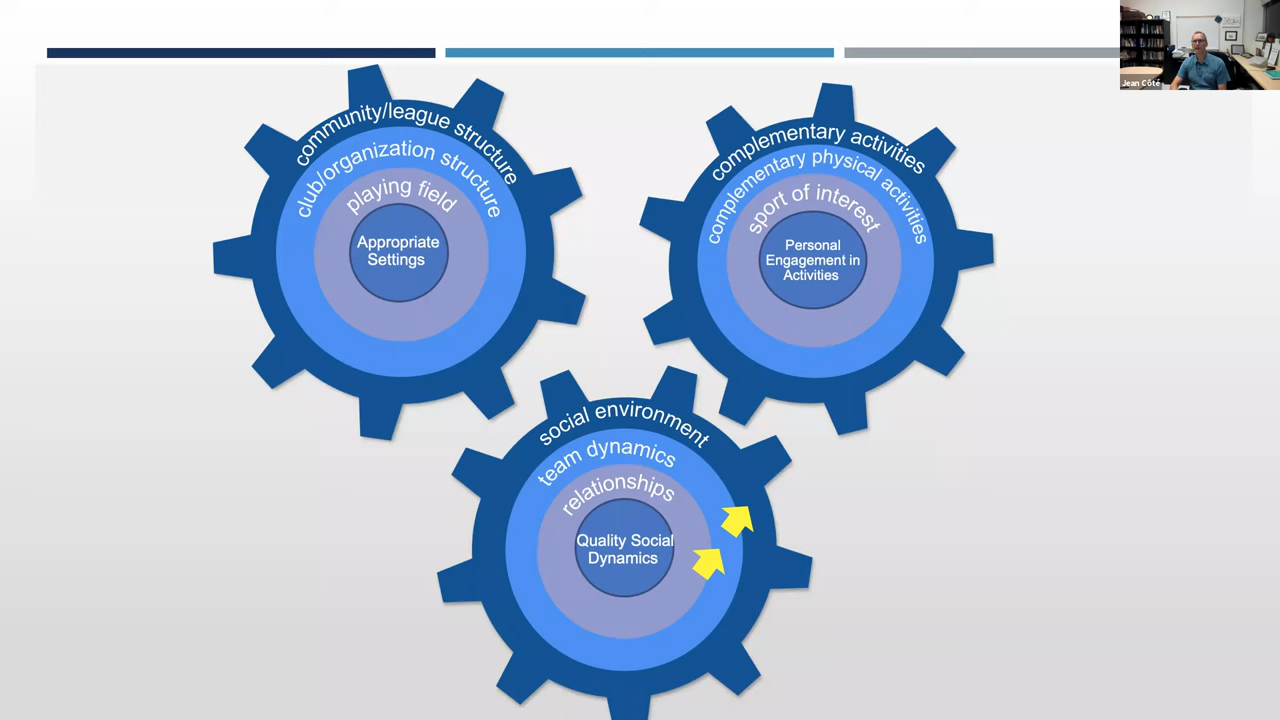 Jean Côté
community/league structure
club/organization structure
playing field
Appropriate
Settings
complementary activities
complementary physical activities
sport of interest
Personal
Engagement in
Activities
social environment
team dynamics
relationships
Quality Social
Dynamics